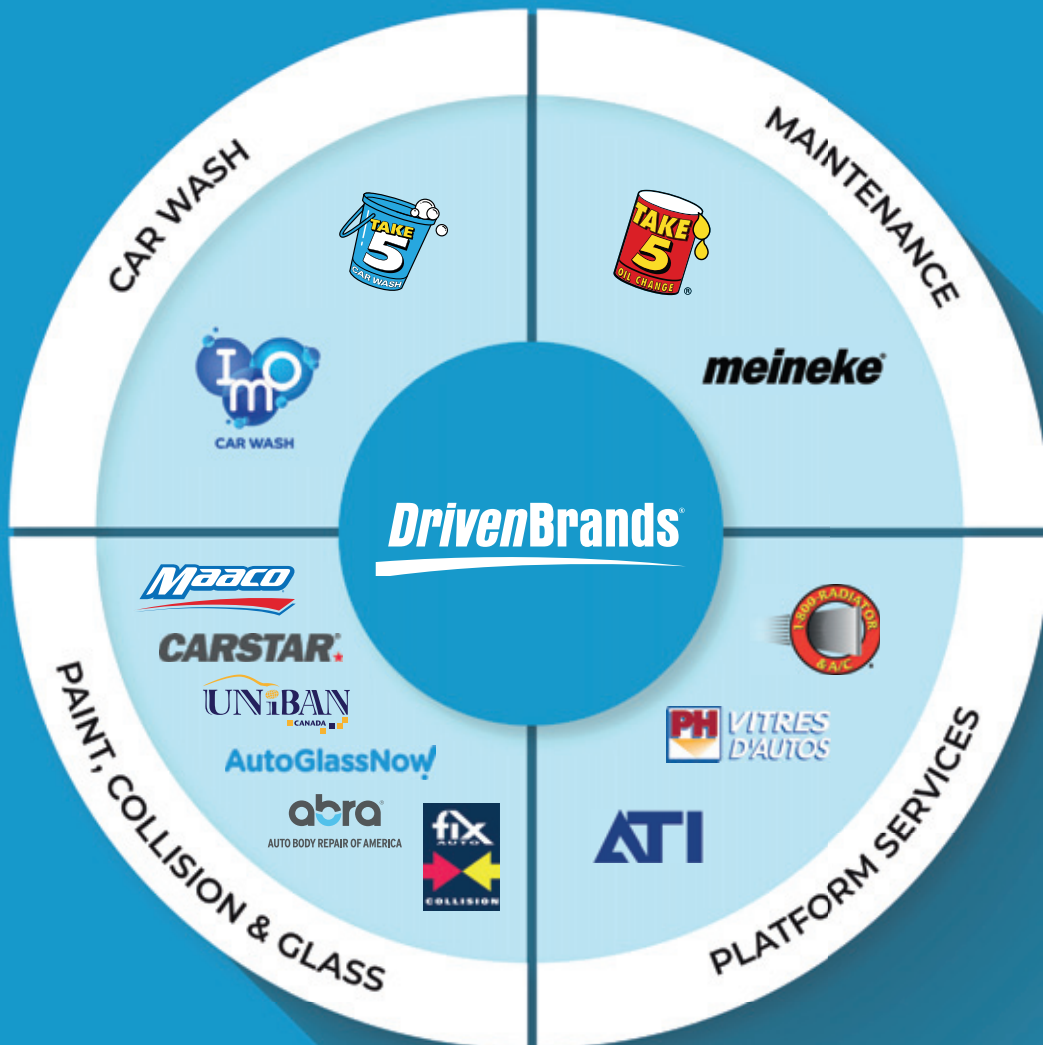 CAR WASH
TAKE
5
CAR WASH
IMO
CAR WASH
MAINTENANCE
TAKE
5
OIL CHANGE ®
meineke®
DrivenBrands®
PAINT, COLLISION & GLASS
Maaco
CARSTAR®
UNiBAN
CANADA
AutoGlassNow!
abra®
AUTO BODY REPAIR OF AMERICA
fix
AUTO
COLLISION
PLATFORM SERVICES
1-800-RADIATOR
& A/C ®
PH VITRES
D'AUTOS
ATI